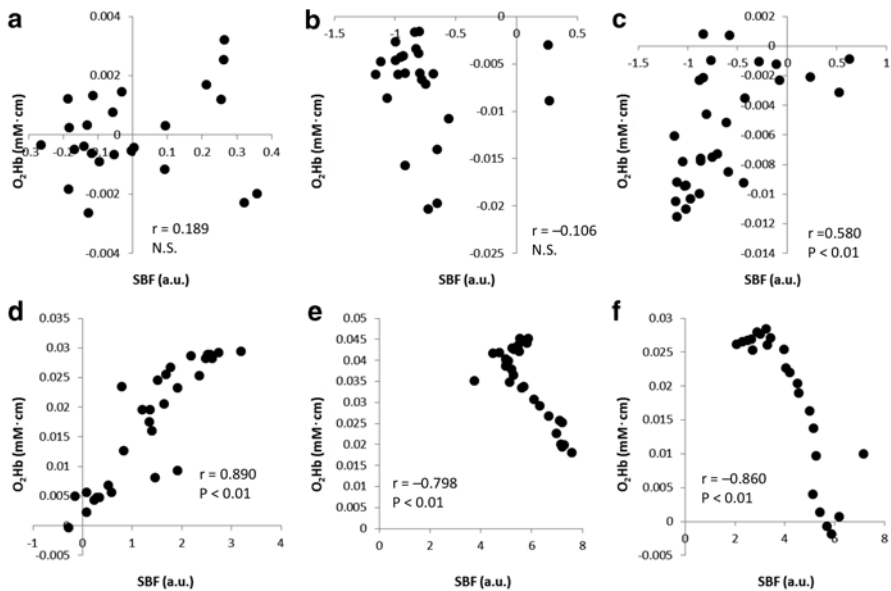 a
0.004
0.002
0
-0.002
-0.004
-0.3
-0.2
-0.1
0
0.1
0.2
0.3
0.4
O₂Hb (mM·cm)
r = 0.189
N.S.
SBF (a.u.)
b
-1.5
-1
-0.5
0
0.5
0
-0.005
-0.01
-0.015
-0.02
-0.025
O₂Hb (mM·cm)
r = –0.106
N.S.
SBF (a.u.)
c
0.002
0
-0.002
-0.004
-0.006
-0.008
-0.01
-0.012
-0.014
-1.5
-1
-0.5
0
0.5
1
O₂Hb (mM·cm)
r =0.580
P < 0.01
SBF (a.u.)
d
0.035
0.03
0.025
0.02
0.015
0.01
0.005
0
-0.005
-1
0
1
2
3
4
O₂Hb (mM·cm)
r = 0.890
P < 0.01
SBF (a.u.)
e
0.05
0.045
0.04
0.035
0.03
0.025
0.02
0.015
0.01
0.005
0
0
2
4
6
8
O₂Hb (mM·cm)
r = –0.798
P < 0.01
SBF (a.u.)
f
0.03
0.025
0.02
0.015
0.01
0.005
0
-0.005
0
2
4
6
8
O₂Hb (mM·cm)
r = –0.860
P < 0.01
SBF (a.u.)